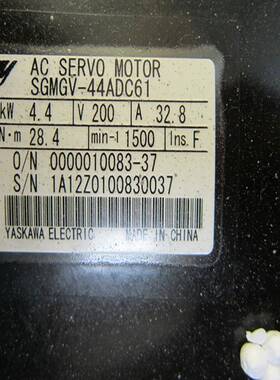 AC SERVO MOTOR
SGMGV-44ADC61
kW 4.4 V 200 A 32.8
N·m 28.4 min-1 1500 Ins. F
O/N 0000010083-37
S/N 1A12Z0100830037
YASKAWA ELECTRIC MADE IN CHINA